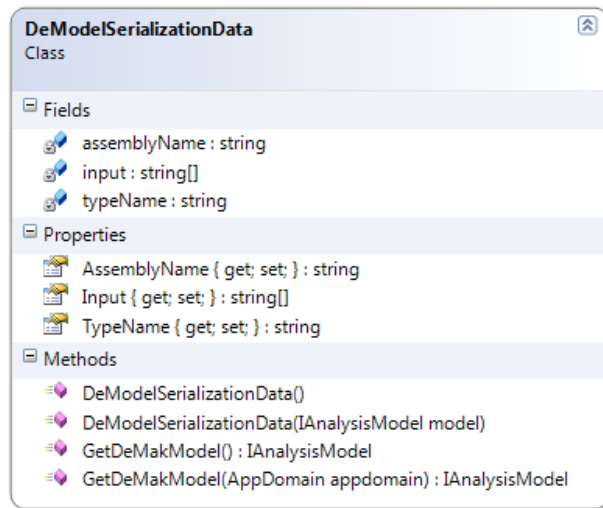 DeModelSerializationData
Class
Fields
assemblyName : string
input : string[]
typeName : string
Properties
AssemblyName { get; set; } : string
Input { get; set; } : string[]
TypeName { get; set; } : string
Methods
DeModelSerializationData()
DeModelSerializationData(IAnalysisModel model)
GetDeMakModel() : IAnalysisModel
GetDeMakModel(AppDomain appdomain) : IAnalysisModel